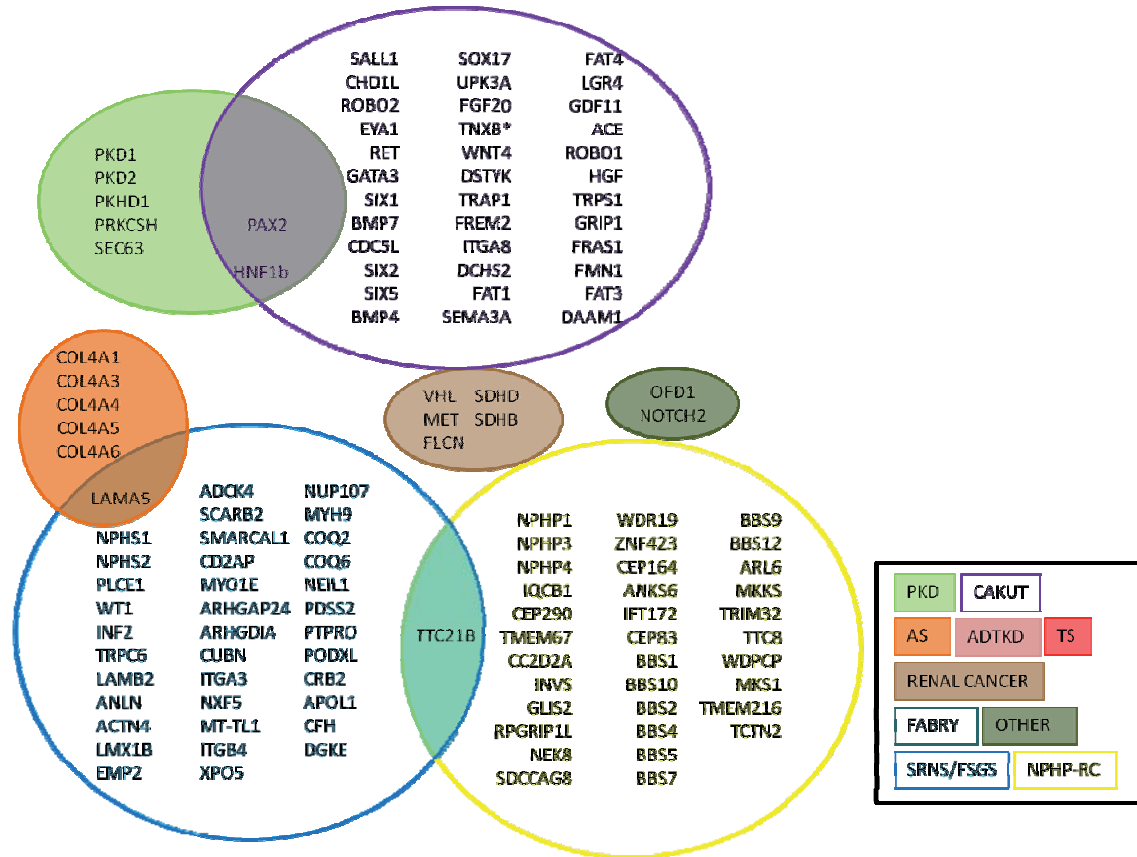 SALL1 SOX17 FAT4
CHD1L UPK3A LGR4
ROBO2 FGF20 GDF11
EYA1 TNXB* ACE
RET WNT4 ROBO1
GATA3 DSTYK HGF
SIX1 TRAP1 TRPS1
BMP7 FREM2 GRIP1
CDC5L ITGA8 FRAS1
SIX2 DCHS2 FMN1
SIX5 FAT1 FAT3
BMP4 SEMA3A DAAM1
PKD1
PKD2
PKHD1
PRKCSH
SEC63
PAX2
HNF1b
COL4A1
COL4A3
COL4A4
COL4A5
COL4A6
LAMA5
VHL SDHD
MET SDHB
FLCN
OFD1
NOTCH2
ADCK4 NUP107
SCARB2 MYH9
NPHS1 SMARCAL1 COQ2
NPHS2 CD2AP COQ6
PLCE1 MYO1E NEIL1
WT1 ARHGAP24 PDSS2
INF2 ARHGDIA PTPRO
TRPC6 CUBN PODXL
LAMB2 ITGA3 CRB2
ANLN NXF5 APOL1
ACTN4 MT-TL1 CFH
LMX1B ITGB4 DGKE
EMP2 XPO5
TTC21B
NPHP1 WDR19 BBS9
NPHP3 ZNF423 BBS12
NPHP4 CEP164 ARL6
IQCB1 ANKS6 MKKS
CEP290 IFT172 TRIM32
TMEM67 CEP83 TTC8
CC2D2A BBS1 WDPCP
INVS BBS10 MKS1
GLIS2 BBS2 TMEM216
RPGRIP1L BBS4 TCTN2
NEK8 BBS5
SDCCAG8 BBS7
PKD CAKUT
AS ADTKD TS
RENAL CANCER
FABRY OTHER
SRNS/FSGS NPHP-RC